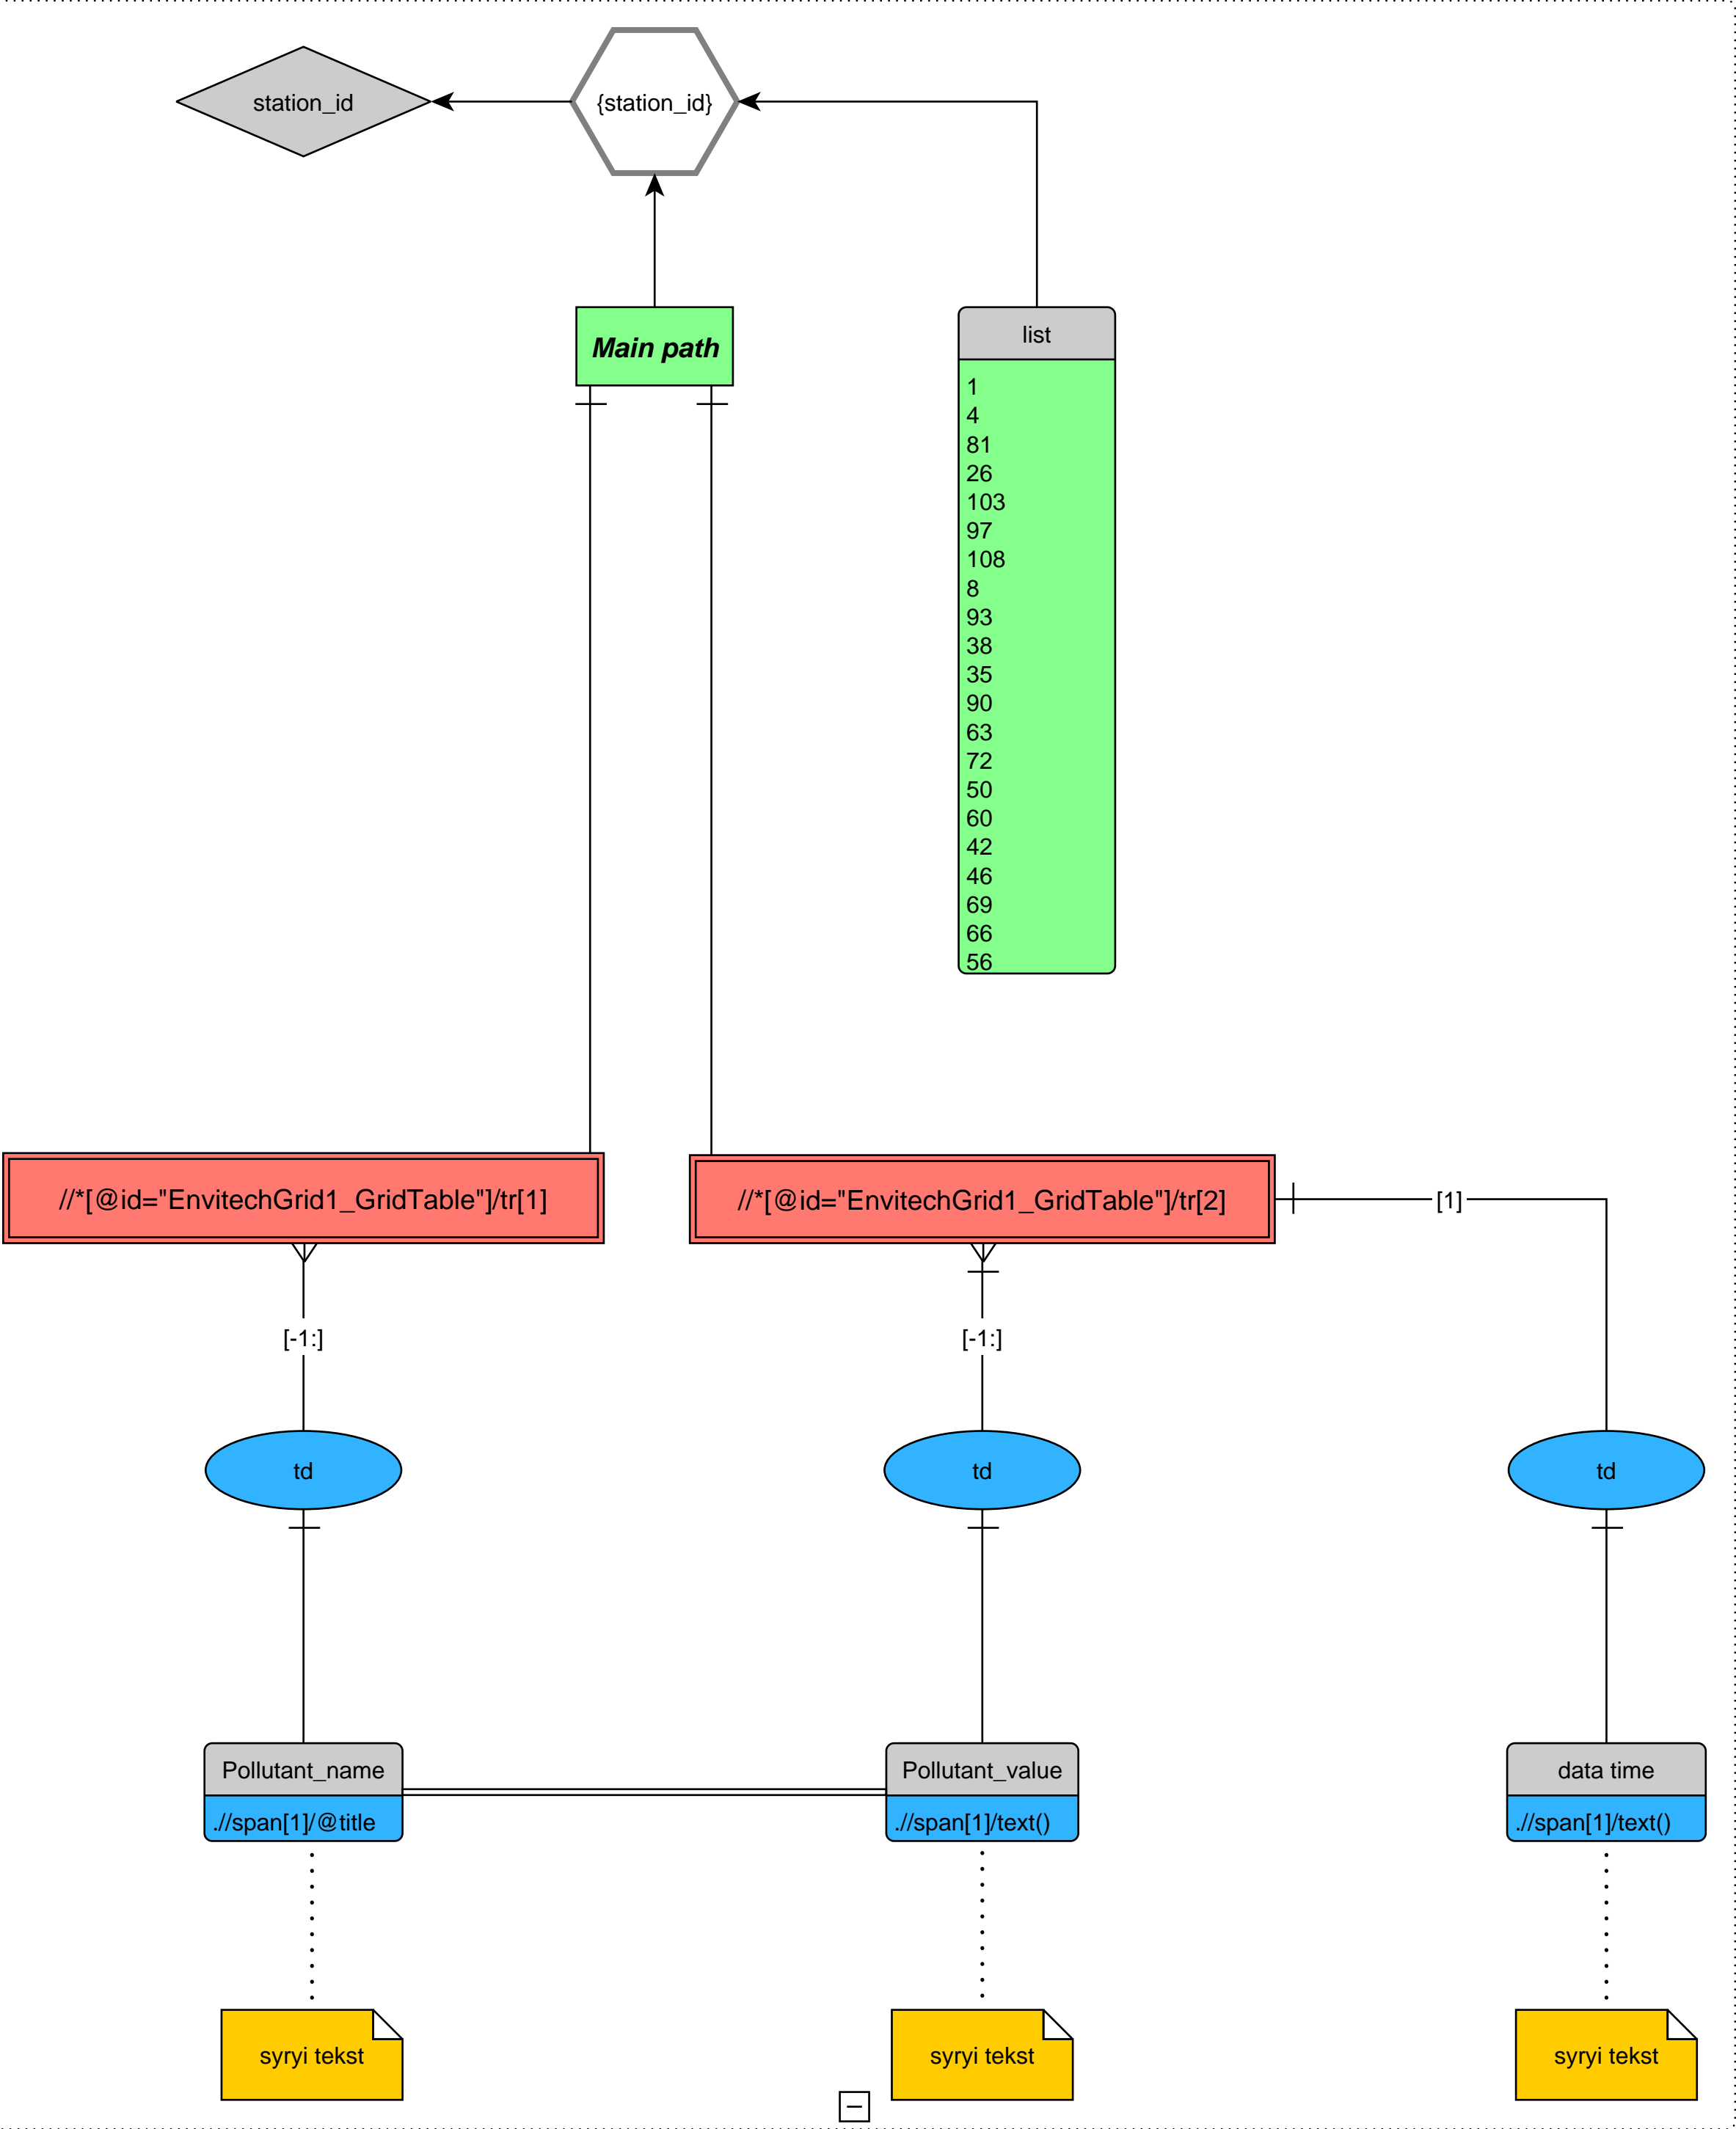 station_id
{station_id}
Main path
list
1
4
81
26
103
97
108
8
93
38
35
90
63
72
50
60
42
46
69
66
56
//*[@id="EnvitechGrid1_GridTable"]/tr[1]
//*[@id="EnvitechGrid1_GridTable"]/tr[2]
[1]
[-1:]
[-1:]
td
td
td
Pollutant_name
.//span[1]/@title
Pollutant_value
.//span[1]/text()
data time
.//span[1]/text()
syryi tekst
syryi tekst
syryi tekst